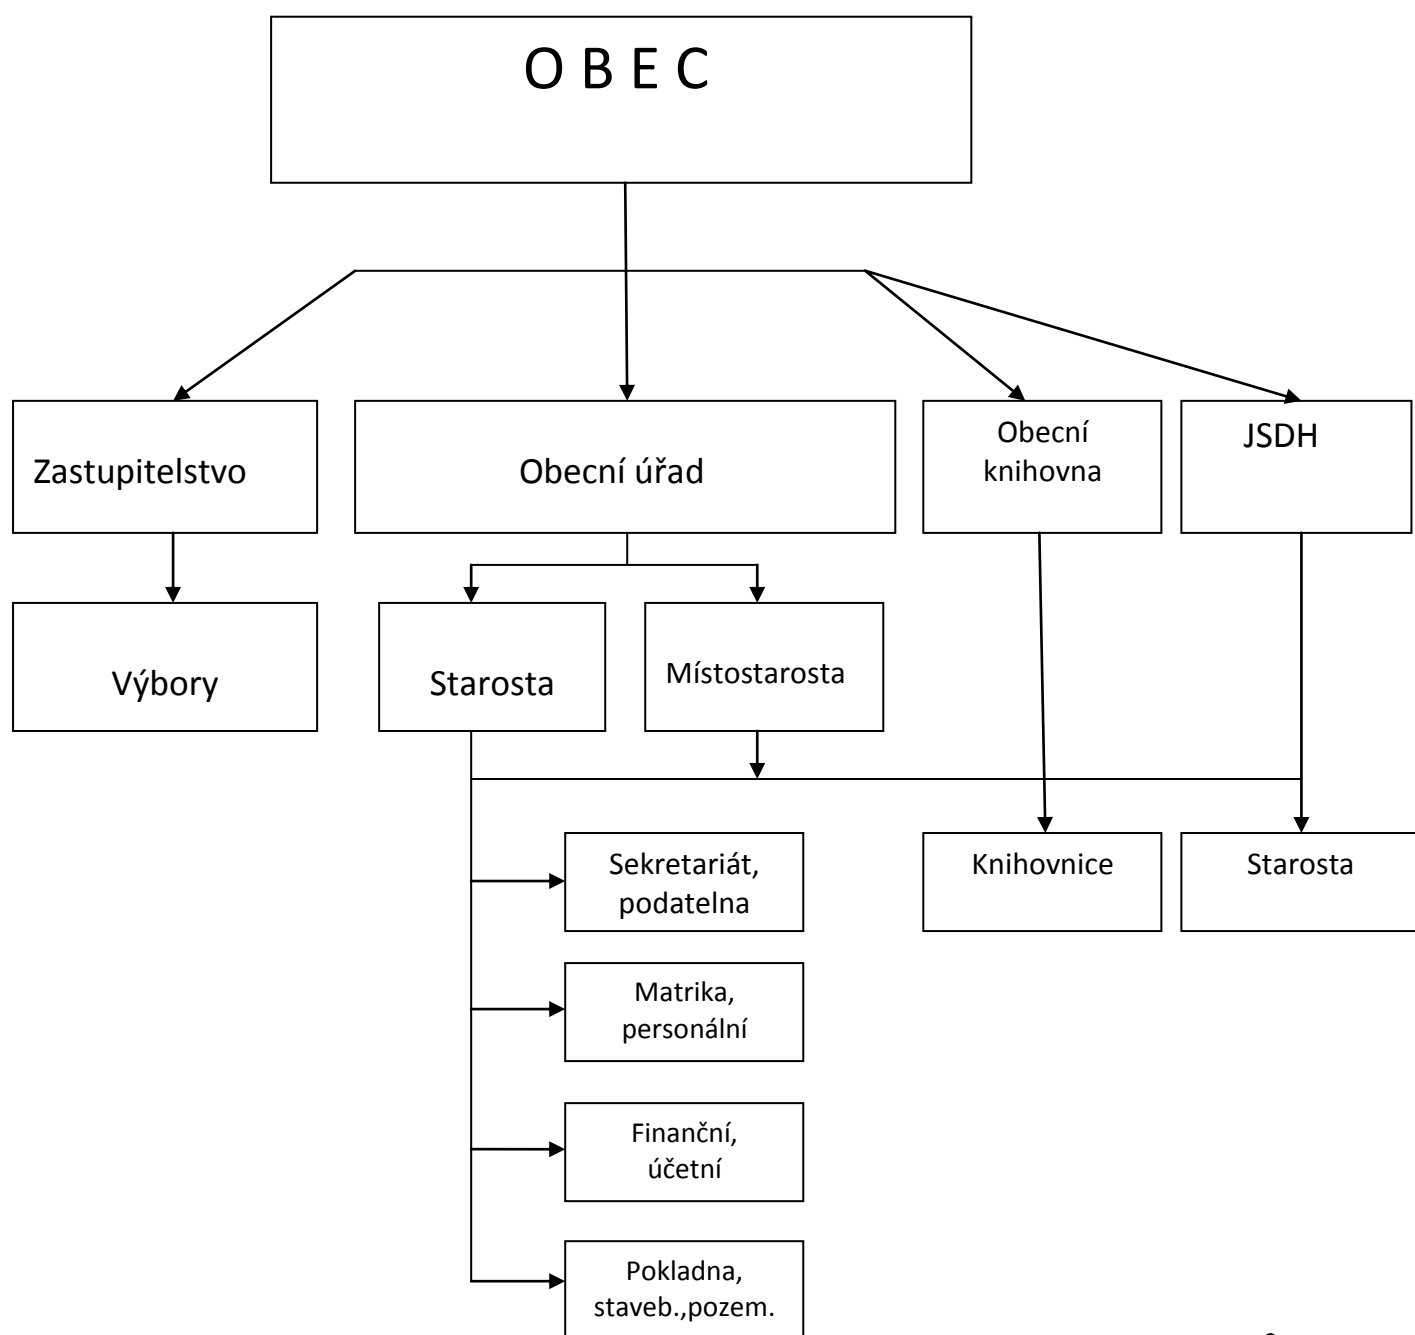 O B E C
Zastupitelstvo
Obecní úřad
Obecní
knihovna
JSDH
Výbory
Starosta
Místostarosta
Sekretariát,
podatelna
Knihovnice
Starosta
Matrika,
personální
Finanční,
účetní
Pokladna,
staveb.,pozem.